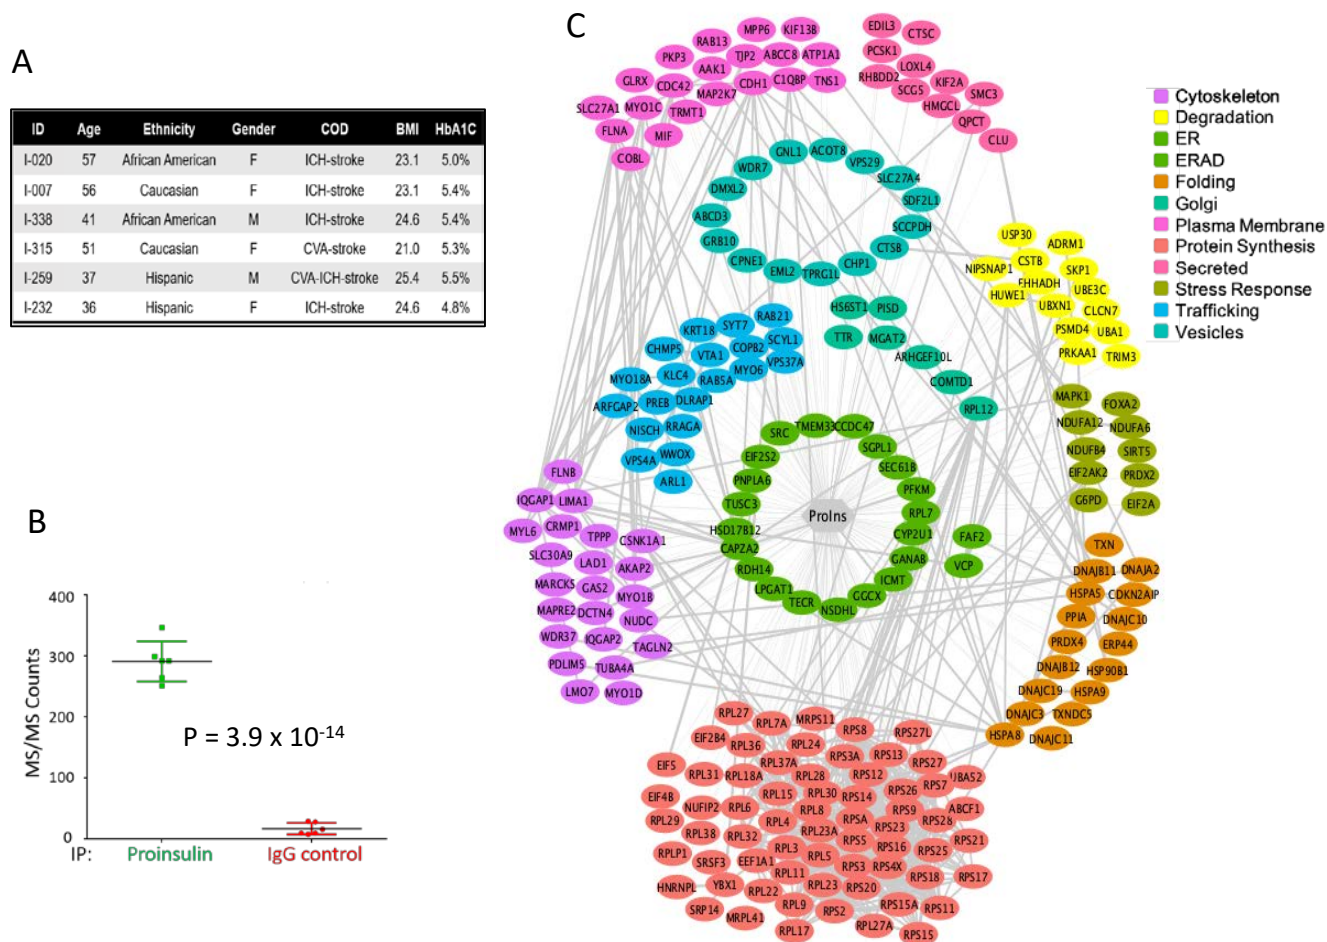 A
ID Age Ethnicity Gender COD BMI HbA1C
I-020 57 African American F ICH-stroke 23.1 5.0%
I-007 56 Caucasian F ICH-stroke 23.1 5.4%
I-338 41 African American M ICH-stroke 24.6 5.4%
I-315 51 Caucasian F CVA-stroke 21.0 5.3%
I-259 37 Hispanic M CVA-ICH-stroke 25.4 5.5%
I-232 36 Hispanic F ICH-stroke 24.6 4.8%
B
MS/MS Counts
400
300
200
100
0
P = 3.9 x 10-14
IP: Proinsulin IgG control
C
MPP6
KIF13B
RAB13
TJP2
ABCC8
ATP1A1
PKP3
AAK1
CDH1
C1QBP
TNS1
GLRX
CDC42
MAP2K7
SLC27A1
MYO1C
TRMT1
FLNA
MIF
COBL
EDIL3
CTSC
PCSK1
LOXL4
RHBDD2
KIF2A
SCG5
SMC3
HMGCL
QPCT
CLU
Cytoskeleton
Degradation
ER
ERAD
Folding
Golgi
Plasma Membrane
Protein Synthesis
Secreted
Stress Response
Trafficking
Vesicles
GNL1
ACOT8
VPS29
WDR7
SLC27A4
DMXL2
SDF2L1
ABCD3
SCCPDH
GRB10
CTSB
CPNE1
CHP1
EML2
TPRG1L
USP30
ADRM1
CSTB
NIPSNAP1
SKP1
EHHADH
HUWE1
UBE3C
UBXN1
CLCN7
PSMD4
UBA1
PRKAA1
TRIM3
HS6ST1
PISD
TTR
MGAT2
ARHGEF10L
COMTD1
RPL12
RAB21
SYT7
KRT18
SCYL1
COPB2
CHMP5
VTA1
VPS37A
MYO6
MYO18A
KLC4
RAB5A
ARFGAP2
PREB
DLRAP1
NISCH
RRAGA
VPS4A
WWOX
ARL1
MAPK1
FOXA2
NDUFA12
NDUFA6
NDUFB4
SIRT5
EIF2AK2
PRDX2
G6PD
EIF2A
TMEM33
CCDC47
SRC
SGPL1
EIF2S2
SEC61B
PNPLA6
PFKM
TUSC3
RPL7
HSD17B12
ProIns
CYP2U1
FAF2
CAPZA2
GANAB
VCP
RDH14
ICMT
LPGAT1
GGCX
TECR
NSDHL
FLNB
IQGAP1
LIMA1
MYL6
CRMP1
TPPP
CSNK1A1
SLC30A9
LAD1
AKAP2
MARCKS
GAS2
MYO1B
MAPRE2
DCTN4
NUDC
WDR37
IQGAP2
TAGLN2
PDLIM5
TUBA4A
LMO7
MYO1D
TXN
DNAJB11
DNAJA2
HSPA5
CDKN2AIP
PPIA
DNAJC10
PRDX4
ERP44
DNAJB12
HSP90B1
DNAJC19
HSPA9
DNAJC3
TXNDC5
HSPA8
DNAJC11
RPL27
RPL7A
MRPS11
RPS8
RPS27L
EIF2B4
RPL36
RPL24
RPS3A
RPS13
RPS27
EIF5
RPL31
RPL18A
RPL37A
RPL28
RPS12
RPS26
RPS7
UBA52
EIF4B
NUFIP2
RPL6
RPL15
RPL30
RPS14
RPS9
ABCF1
RPL29
RPL38
RPL32
RPL4
RPL8
RPSA
RPS23
RPS28
RPL23A
RPS21
RPLP1
SRSF3
EEF1A1
RPL3
RPL5
RPS5
RPS16
RPS25
HNRNPL
YBX1
RPL22
RPL11
RPS3
RPS4X
RPS18
RPS17
RPL23
RPS20
SRP14
MRPL41
RPL9
RPS2
RPS15A
RPS11
RPL17
RPL27A
RPS15